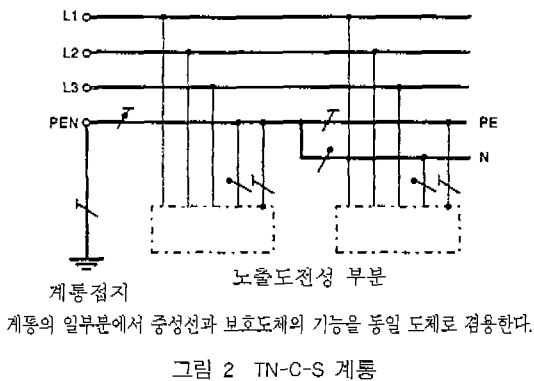 L1
L2
L3
PEN
PE
N
노출도전성 부분
계통접지
계통의 일부분에서 중성선과 보호도체의 기능을 동일 도체로 겸용한다.
그림 2 TN-C-S 계통